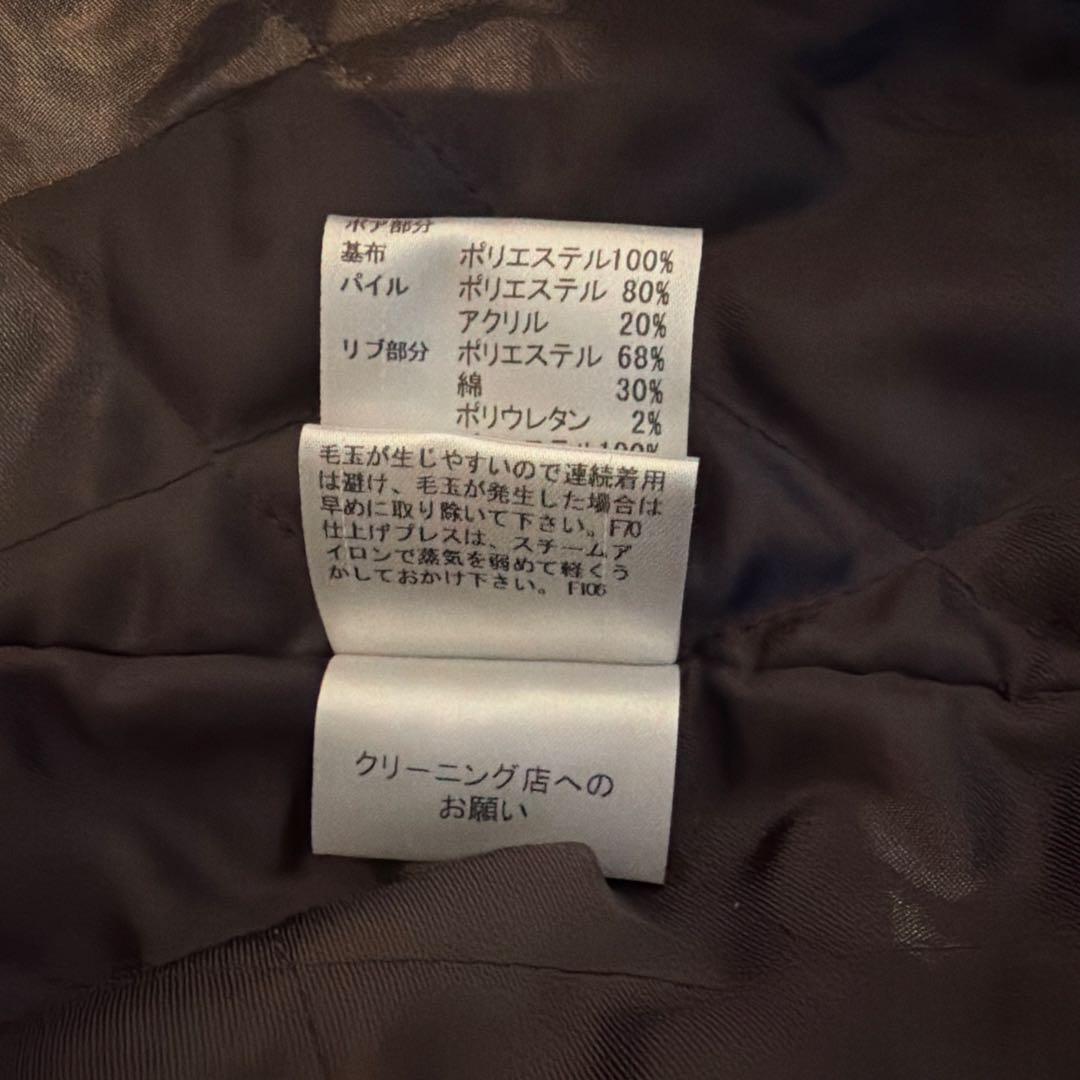 ボア部分
基布 ポリエステル100%
パイル ポリエステル 80%
アクリル 20%
リブ部分 ポリエステル 68%
綿 30%
ポリウレタン 2%
100%
毛玉が生じやすいので連続着用
は避け、毛玉が発生した場合は
早めに取り除いて下さい。F70
仕上げプレスは、スチームア
イロンで蒸気を弱めて軽くう
かしておかけ下さい。F106
クリーニング店への
お願い